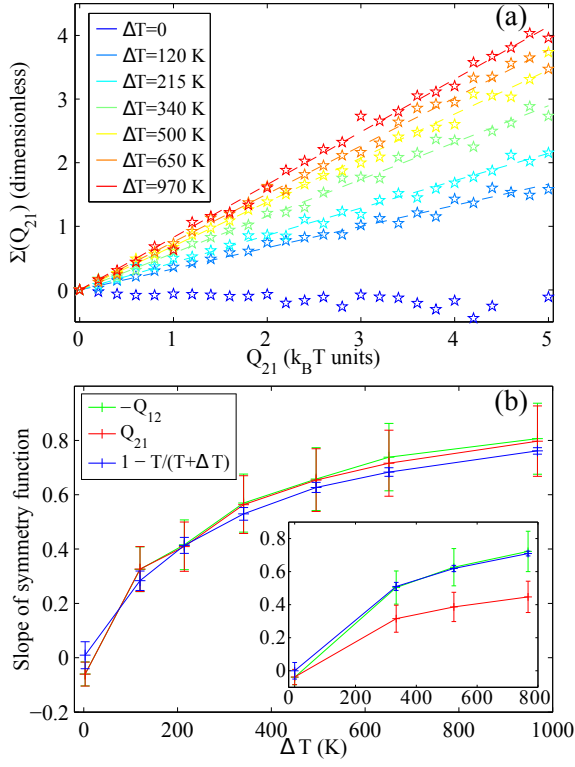 (a)
4
3
2
1
0
ΔT=0
ΔT=120 K
ΔT=215 K
ΔT=340 K
ΔT=500 K
ΔT=650 K
ΔT=970 K
Σ(Q₂₁) (dimensionless)
0 1 2 3 4 5
Q₂₁ (k_BT units)
(b)
−Q₁₂
Q₂₁
1 − T/(T+Δ T)
0.8
0.6
0.4
0.2
0
−0.2
Slope of symmetry function
0.8
0.6
0.4
0.2
0
0 200 400 600 800
0 200 400 600 800 1000
Δ T (K)